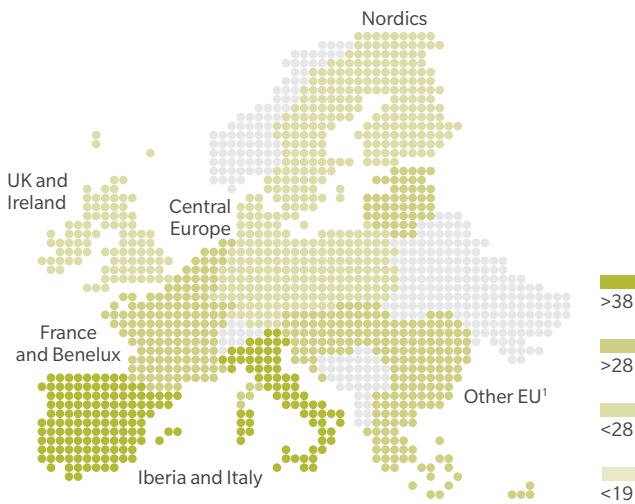 Nordics
UK and
Ireland
Central
Europe
>38
France
and Benelux
>28
Other EU¹
<28
Iberia and Italy
<19